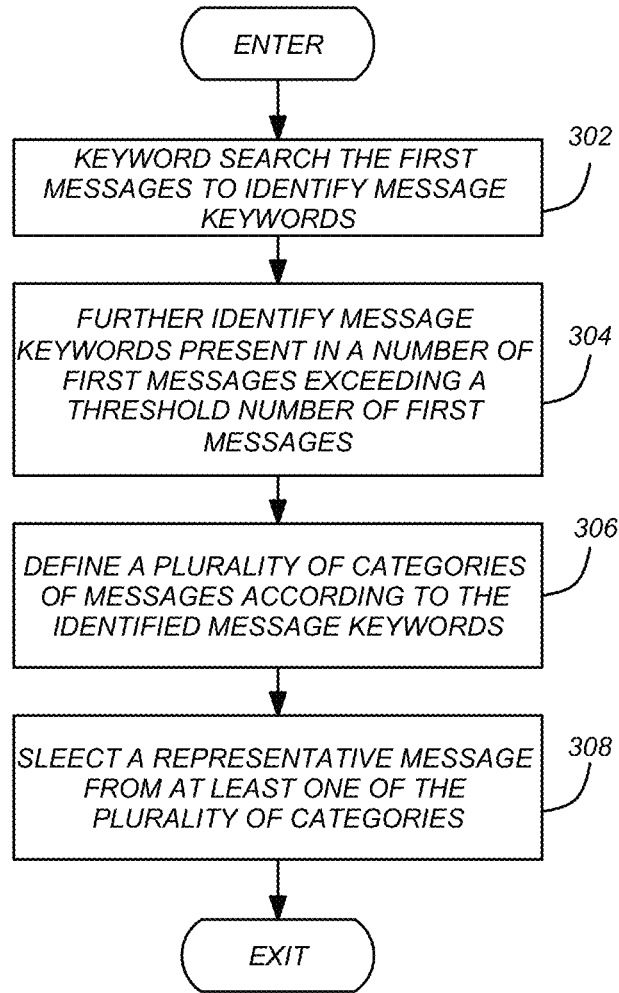 ENTER
KEYWORD SEARCH THE FIRST
MESSAGES TO IDENTIFY MESSAGE
KEYWORDS
302
FURTHER IDENTIFY MESSAGE
KEYWORDS PRESENT IN A NUMBER OF
FIRST MESSAGES EXCEEDING A
THRESHOLD NUMBER OF FIRST
MESSAGES
304
DEFINE A PLURALITY OF CATEGORIES
OF MESSAGES ACCORDING TO THE
IDENTIFIED MESSAGE KEYWORDS
306
SLEECT A REPRESENTATIVE MESSAGE
FROM AT LEAST ONE OF THE
PLURALITY OF CATEGORIES
308
EXIT